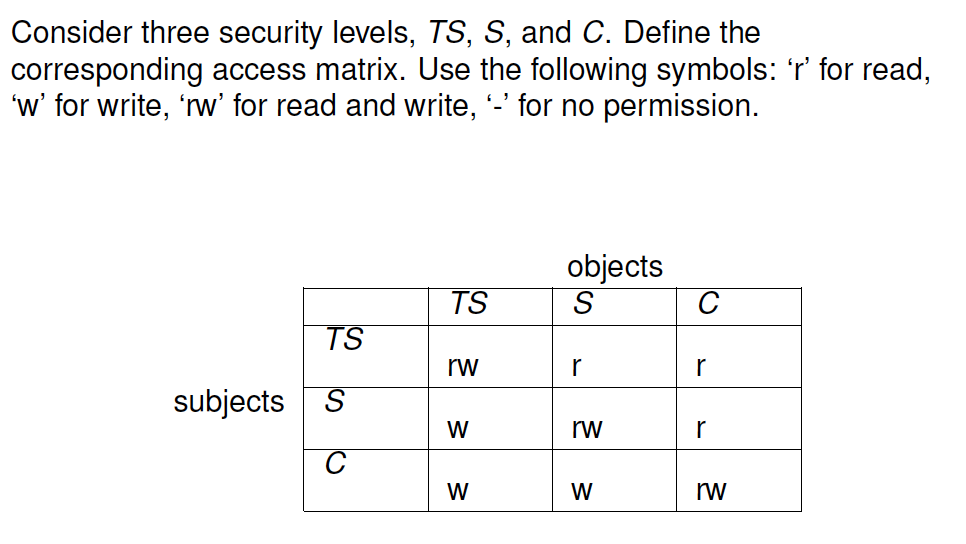 Consider three security levels, TS, S, and C. Define the
corresponding access matrix. Use the following symbols: ‘r’ for read,
‘w’ for write, ‘rw’ for read and write, ‘-’ for no permission.
objects
TS S C
TS
rw r r
subjects S
w rw r
C
w w rw